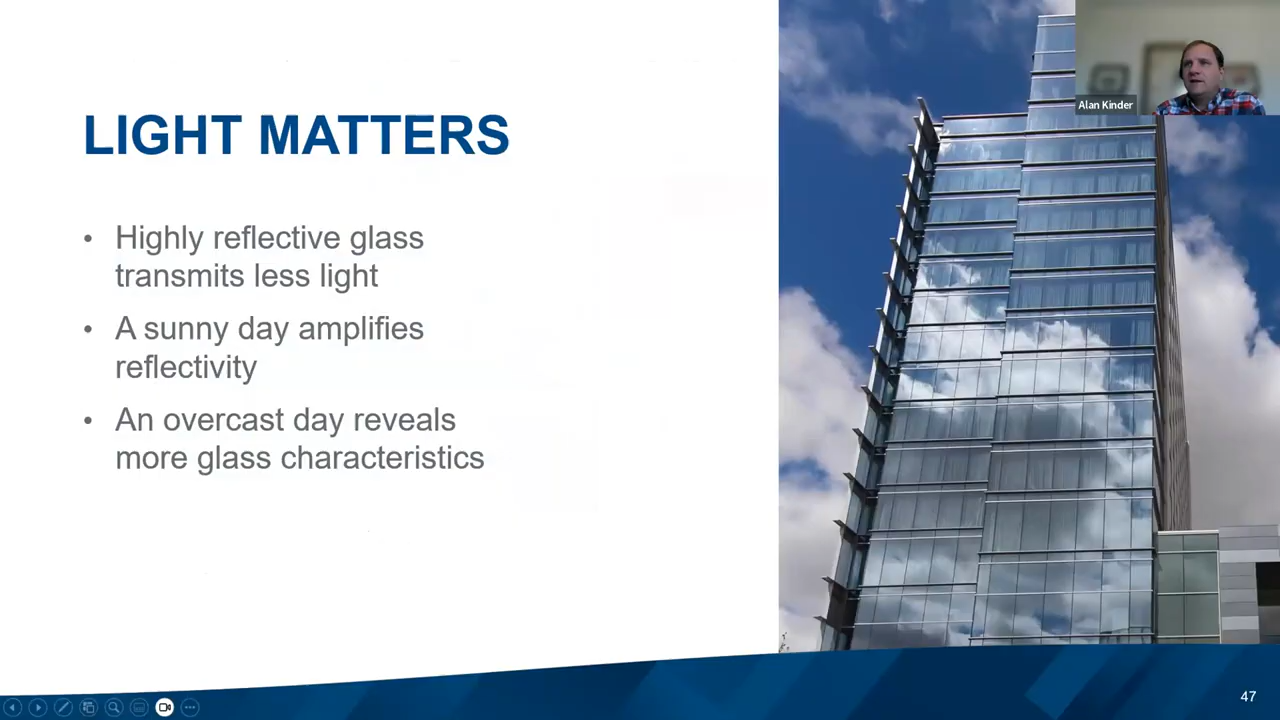 Alan Kinder
LIGHT MATTERS
• Highly reflective glass
transmits less light
• A sunny day amplifies
reflectivity
• An overcast day reveals
more glass characteristics
47